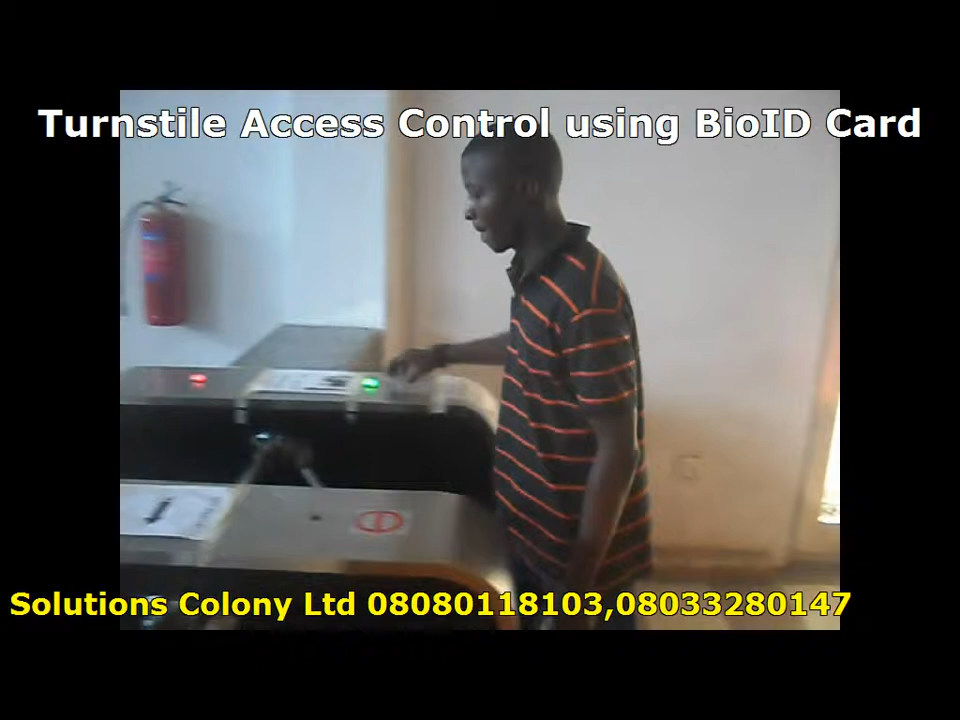 Turnstile Access Control using BioID Card
Solutions Colony Ltd 08080118103,08033280147